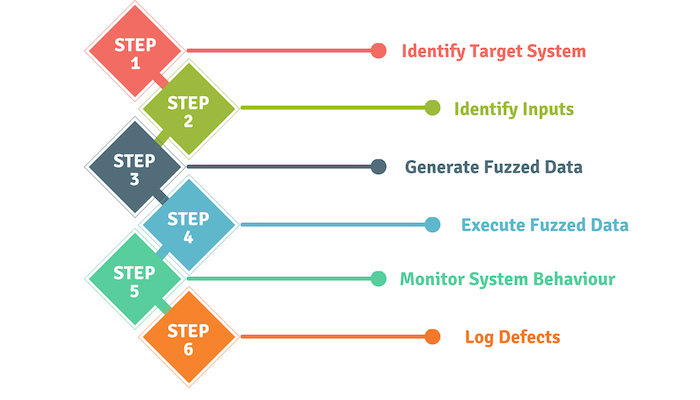 STEP
1
Identify Target System
STEP
2
Identify Inputs
STEP
3
Generate Fuzzed Data
STEP
4
Execute Fuzzed Data
STEP
5
Monitor System Behaviour
STEP
6
Log Defects